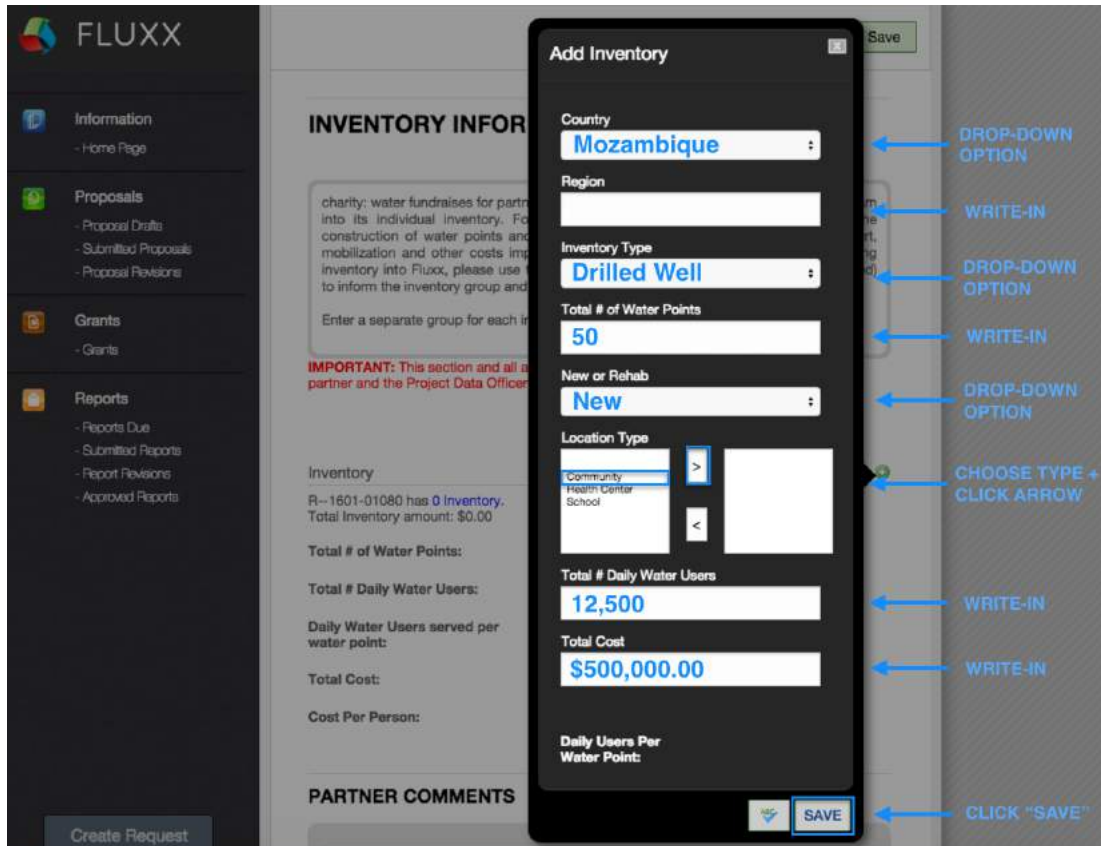 FLUXX
Information
- Home Page
Proposals
- Proposal Drafts
- Submitted Proposals
- Proposal Revisions
Grants
- Grants
Reports
- Reports Due
- Submitted Reports
- Report Revisions
- Approved Reports
Create Request
Save
INVENTORY INFOR
charity: water fundraises for partn
into its individual inventory. Fo
construction of water points and
mobilization and other costs imp
inventory into Fluxx, please use
to inform the inventory group and
Enter a separate group for each in
IMPORTANT: This section and all a
partner and the Project Data Officer
Inventory
R--1601-01080 has 0 Inventory.
Total Inventory amount: $0.00
Total # of Water Points:
Total # Daily Water Users:
Daily Water Users served per
water point:
Total Cost:
Cost Per Person:
PARTNER COMMENTS
Add Inventory
Country
Mozambique
DROP-DOWN
OPTION
Region
WRITE-IN
Inventory Type
Drilled Well
DROP-DOWN
OPTION
Total # of Water Points
50
WRITE-IN
New or Rehab
New
DROP-DOWN
OPTION
Location Type
Community
Health Center
School
>
<
CHOOSE TYPE +
CLICK ARROW
Total # Daily Water Users
12,500
WRITE-IN
Total Cost
$500,000.00
WRITE-IN
Daily Users Per
Water Point:
ABC
SAVE
CLICK "SAVE"